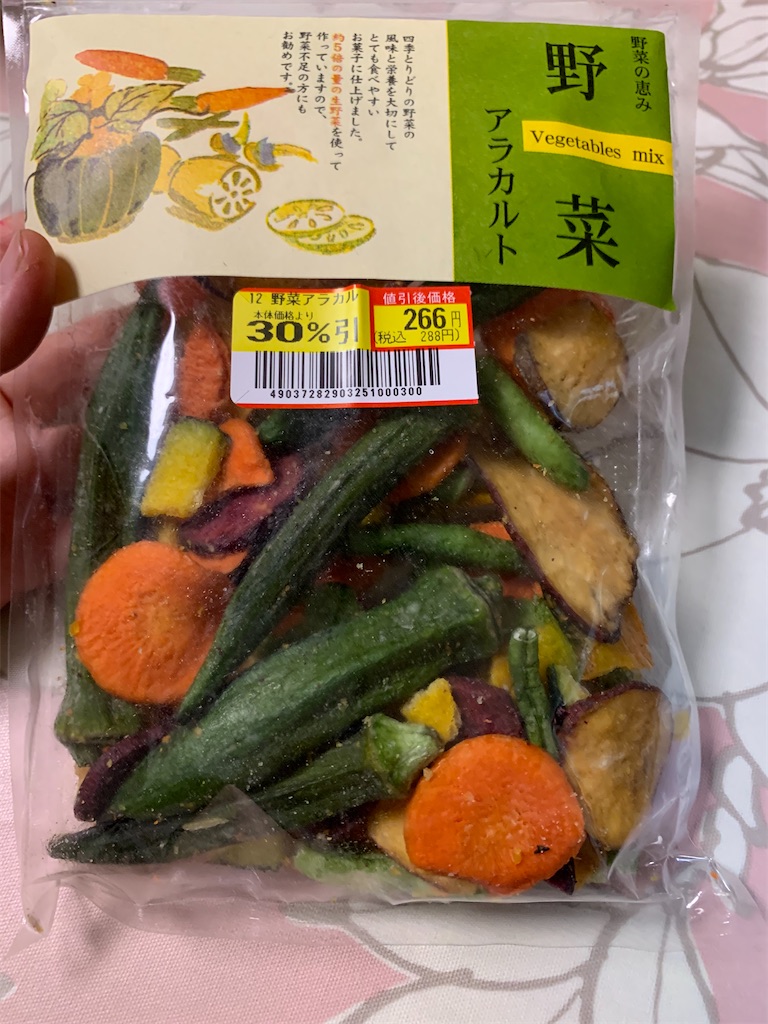 野菜の恵み
野菜
Vegetables mix
アラカルト
四季とりどりの野菜の
風味と栄養を大切にして
とても食べやすい
お菓子に仕上げました。
約5倍の量の生野菜を使って
作っていますので、
野菜不足の方にも
お勧めです。
12 野菜アラカル
値引後価格
本体価格より
30%引
266円
(税込 288円)
49037282903251000300